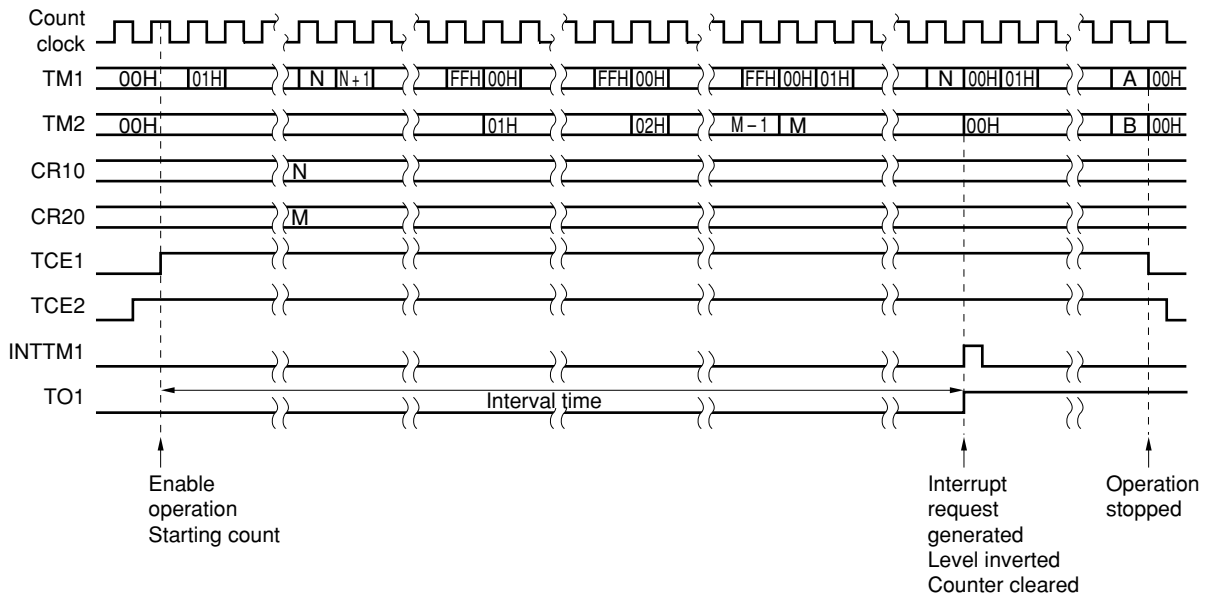 Count
clock
TM1 00H 01H N N+1 FFH 00H FFH 00H FFH 00H 01H N 00H 01H A 00H
TM2 00H 01H 02H M-1 M 00H B 00H
CR10 N
CR20 M
TCE1
TCE2
INTTM1
TO1
Interval time
Enable
operation
Starting count
Interrupt
request
generated
Level inverted
Counter cleared
Operation
stopped